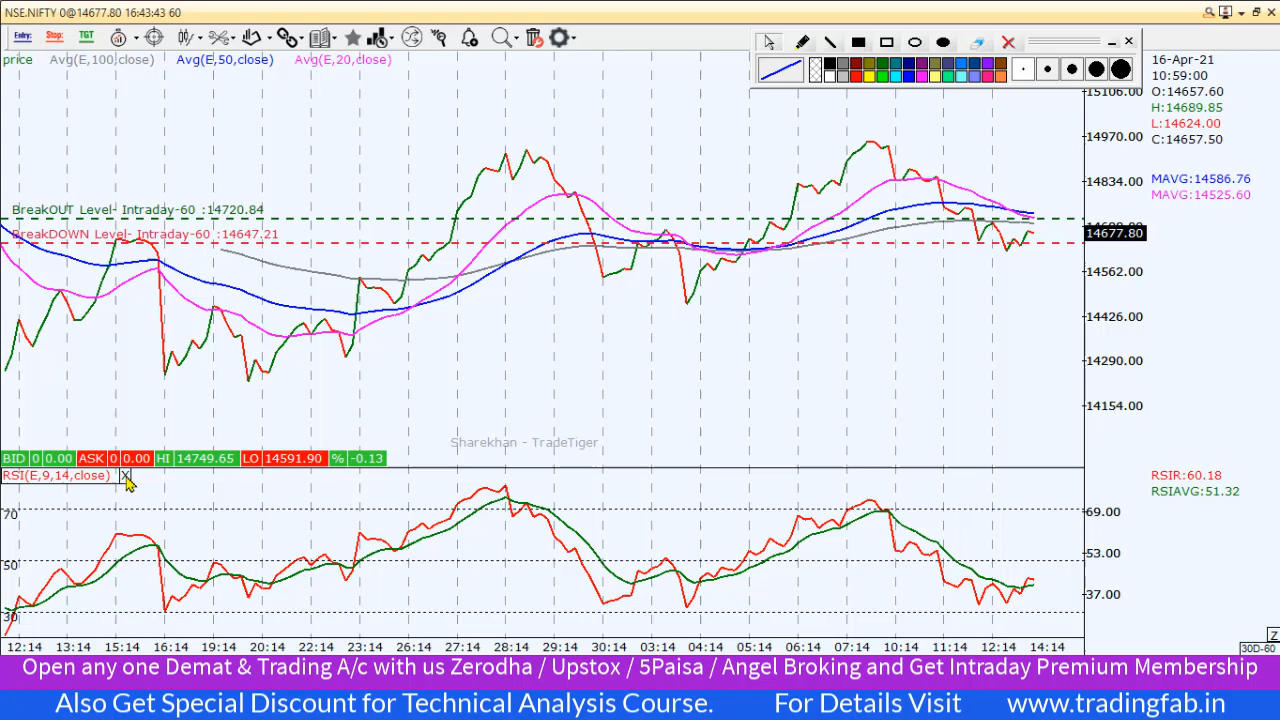 NSE.NIFTY 0@14677.80 16:43:43 60
Entry: Stop: TGT
price Avg(E,100,close) Avg(E,50,close) Avg(E,20,close)
16-Apr-21
10:59:00
O:14657.60
H:14689.85
L:14624.00
C:14657.50
MAVG:14586.76
MAVG:14525.60
15106.00
14970.00
14834.00
14677.80
14562.00
14426.00
14290.00
14154.00
BreakOUT Level- Intraday-60 :14720.84
BreakDOWN Level- Intraday-60 :14647.21
Sharekhan - TradeTiger
BID 0 0.00 ASK 0 0.00 HI 14749.65 LO 14591.90 % -0.13
RSI(E,9,14,close) X
RSIR:60.18
RSIAVG:51.32
70
50
30
69.00
53.00
37.00
12:14 13:14 15:14 16:14 19:14 20:14 22:14 23:14 26:14 27:14 28:14 29:14 30:14 03:14 04:14 05:14 06:14 07:14 10:14 11:14 12:14 14:14
Z
30D-60
Open any one Demat & Trading A/c with us Zerodha / Upstox / 5Paisa / Angel Broking and Get Intraday Premium Membership
Also Get Special Discount for Technical Analysis Course. For Details Visit www.tradingfab.in